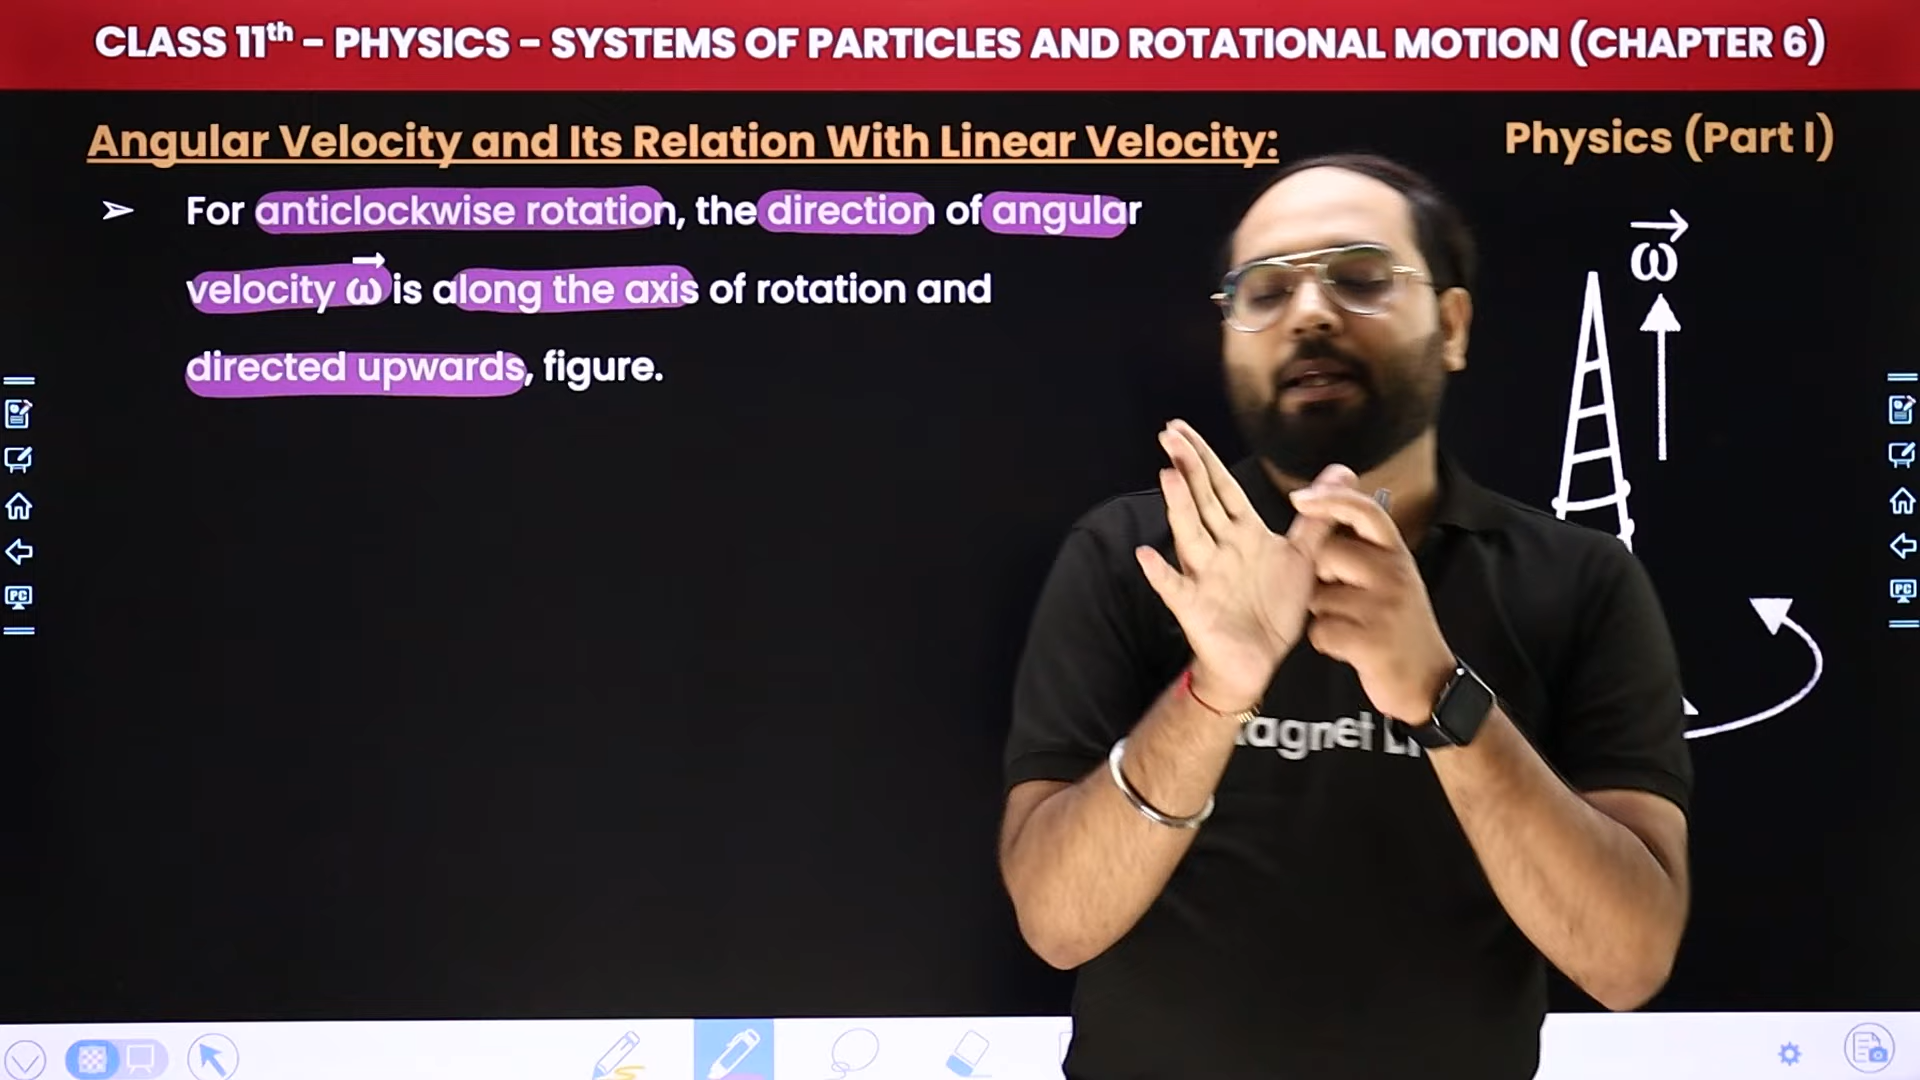 CLASS 11th - PHYSICS - SYSTEMS OF PARTICLES AND ROTATIONAL MOTION (CHAPTER 6)
Angular Velocity and Its Relation With Linear Velocity:
Physics (Part I)
➢ For anticlockwise rotation, the direction of angular
velocity ω⃗ is along the axis of rotation and
directed upwards, figure.
ω⃗
PC
PC